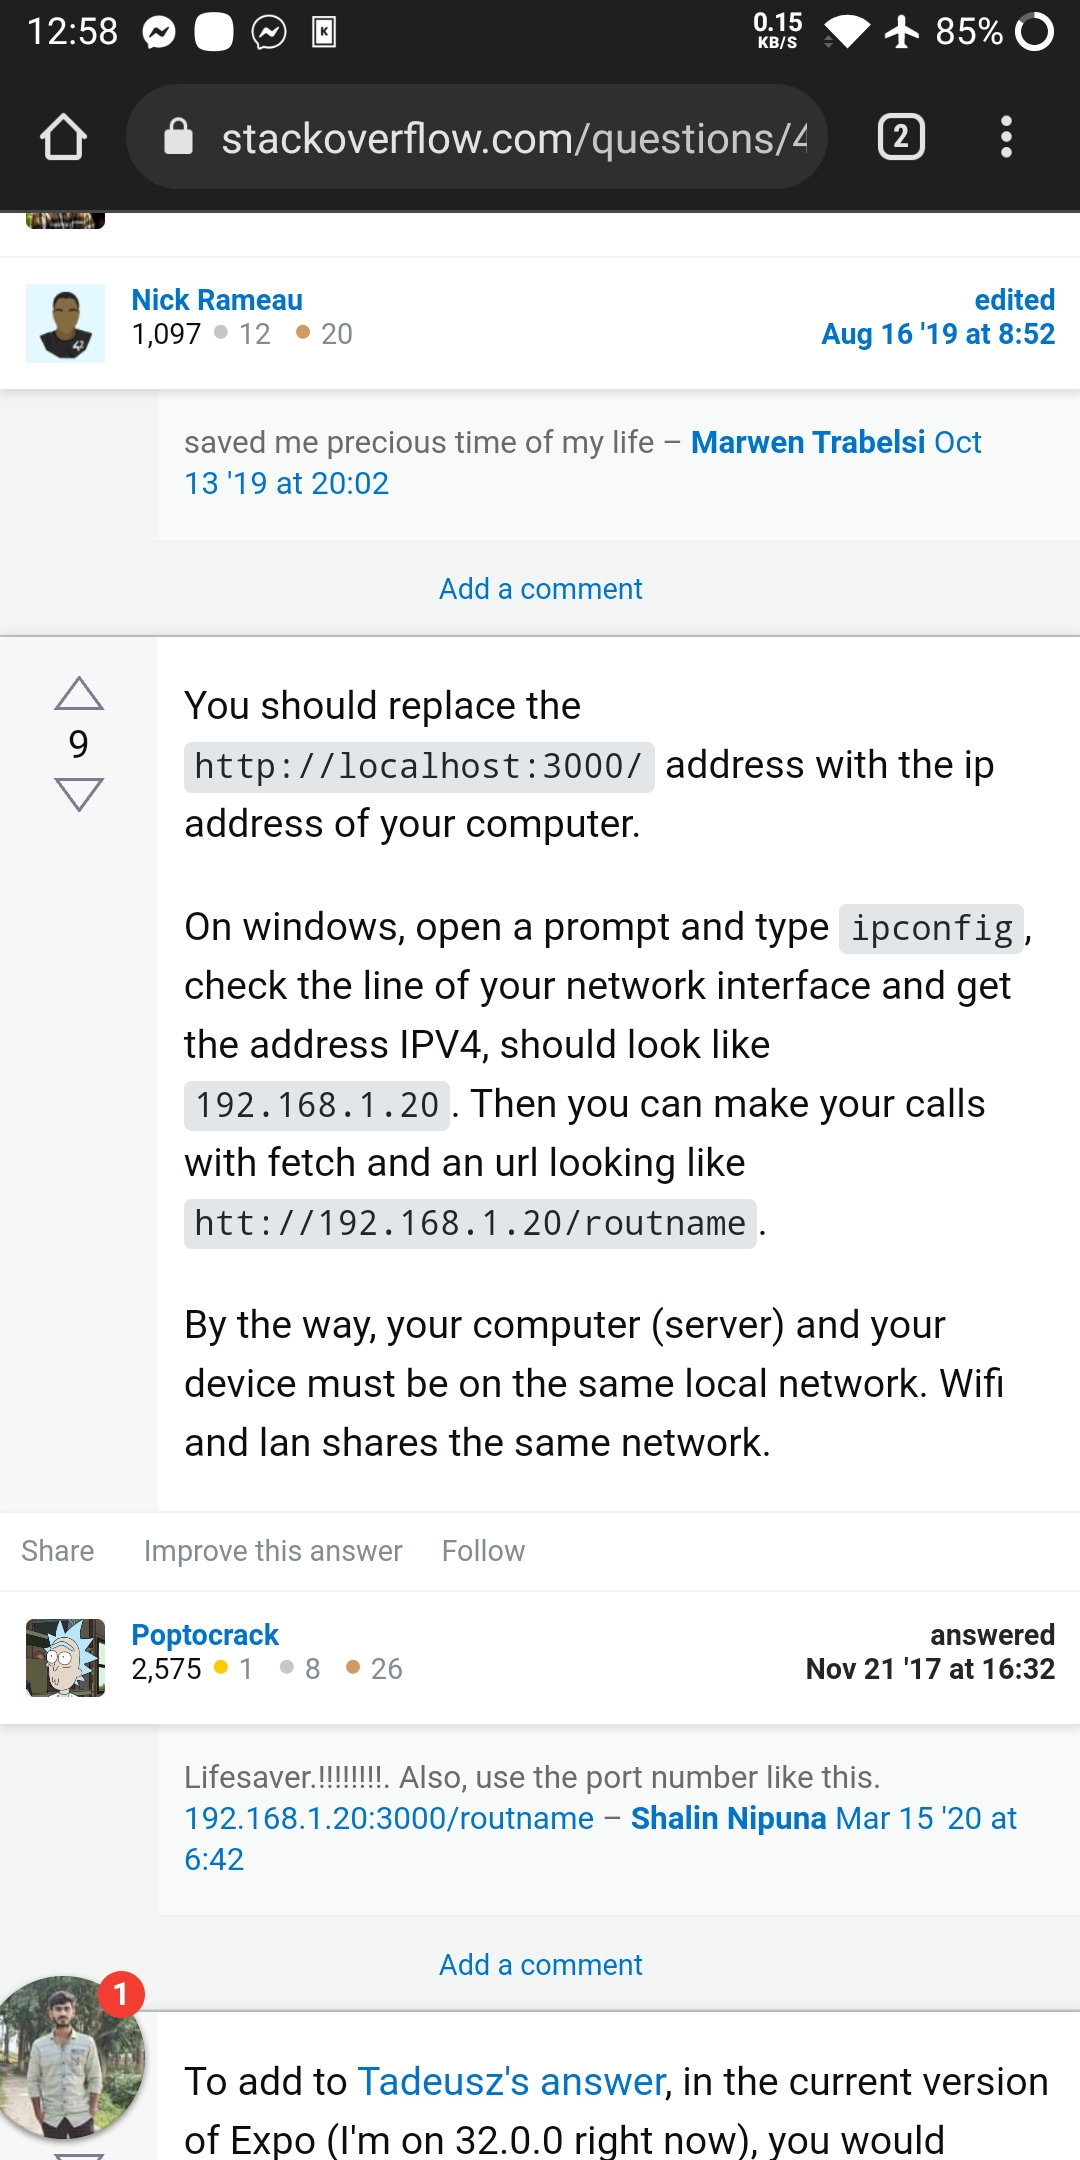 12:58
0.15
KB/S
85%
stackoverflow.com/questions/4
2
Nick Rameau
1,097 12 20
edited
Aug 16 '19 at 8:52
saved me precious time of my life – Marwen Trabelsi Oct
13 '19 at 20:02
Add a comment
9
You should replace the
http://localhost:3000/ address with the ip
address of your computer.
On windows, open a prompt and type ipconfig,
check the line of your network interface and get
the address IPV4, should look like
192.168.1.20. Then you can make your calls
with fetch and an url looking like
htt://192.168.1.20/routname.
By the way, your computer (server) and your
device must be on the same local network. Wifi
and lan shares the same network.
Share Improve this answer Follow
Poptocrack
2,575 1 8 26
answered
Nov 21 '17 at 16:32
Lifesaver.!!!!!!!!. Also, use the port number like this.
192.168.1.20:3000/routname – Shalin Nipuna Mar 15 '20 at
6:42
Add a comment
1
To add to Tadeusz's answer, in the current version
of Expo (I'm on 32.0.0 right now), you would